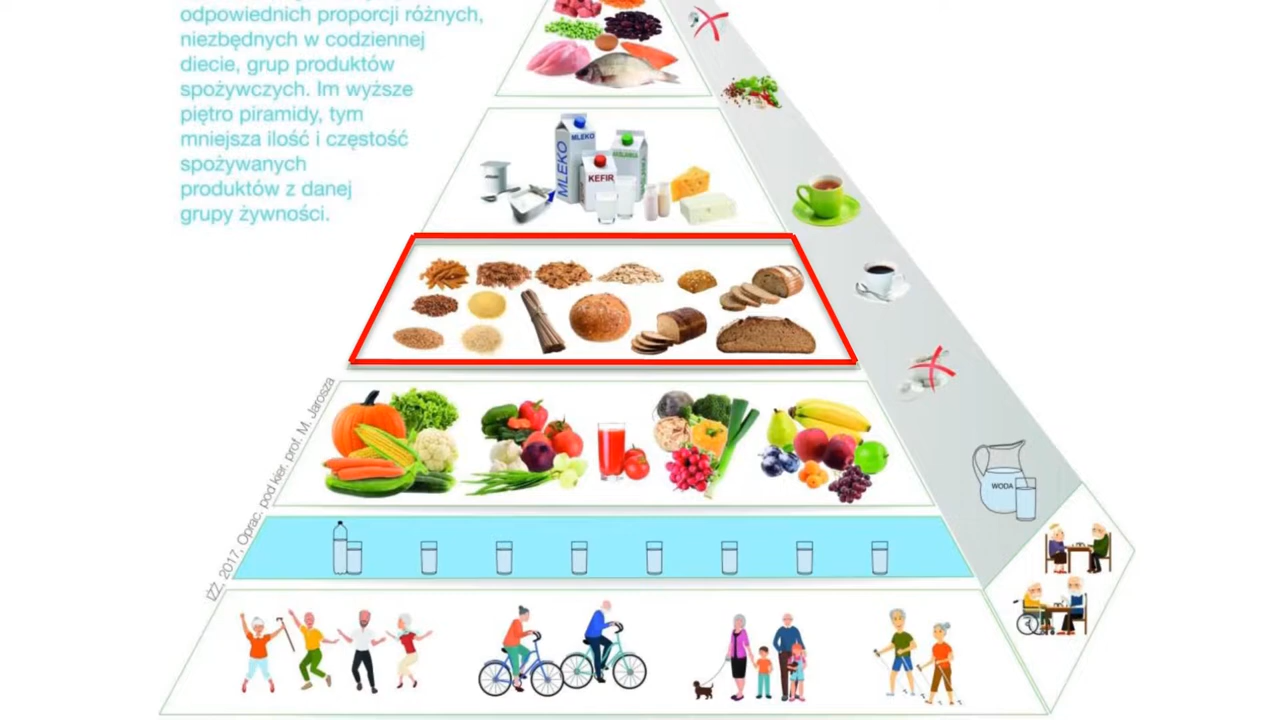 odpowiednich proporcji różnych,
niezbędnych w codziennej
diecie, grup produktów
spożywczych. Im wyższe
piętro piramidy, tym
mniejsza ilość i częstość
spożywanych
produktów z danej
grupy żywności.
MLEKO
MLEKO
KEFIR
IŻŻ, 2017, Oprac. pod kier. prof. M. Jarosza
WODA